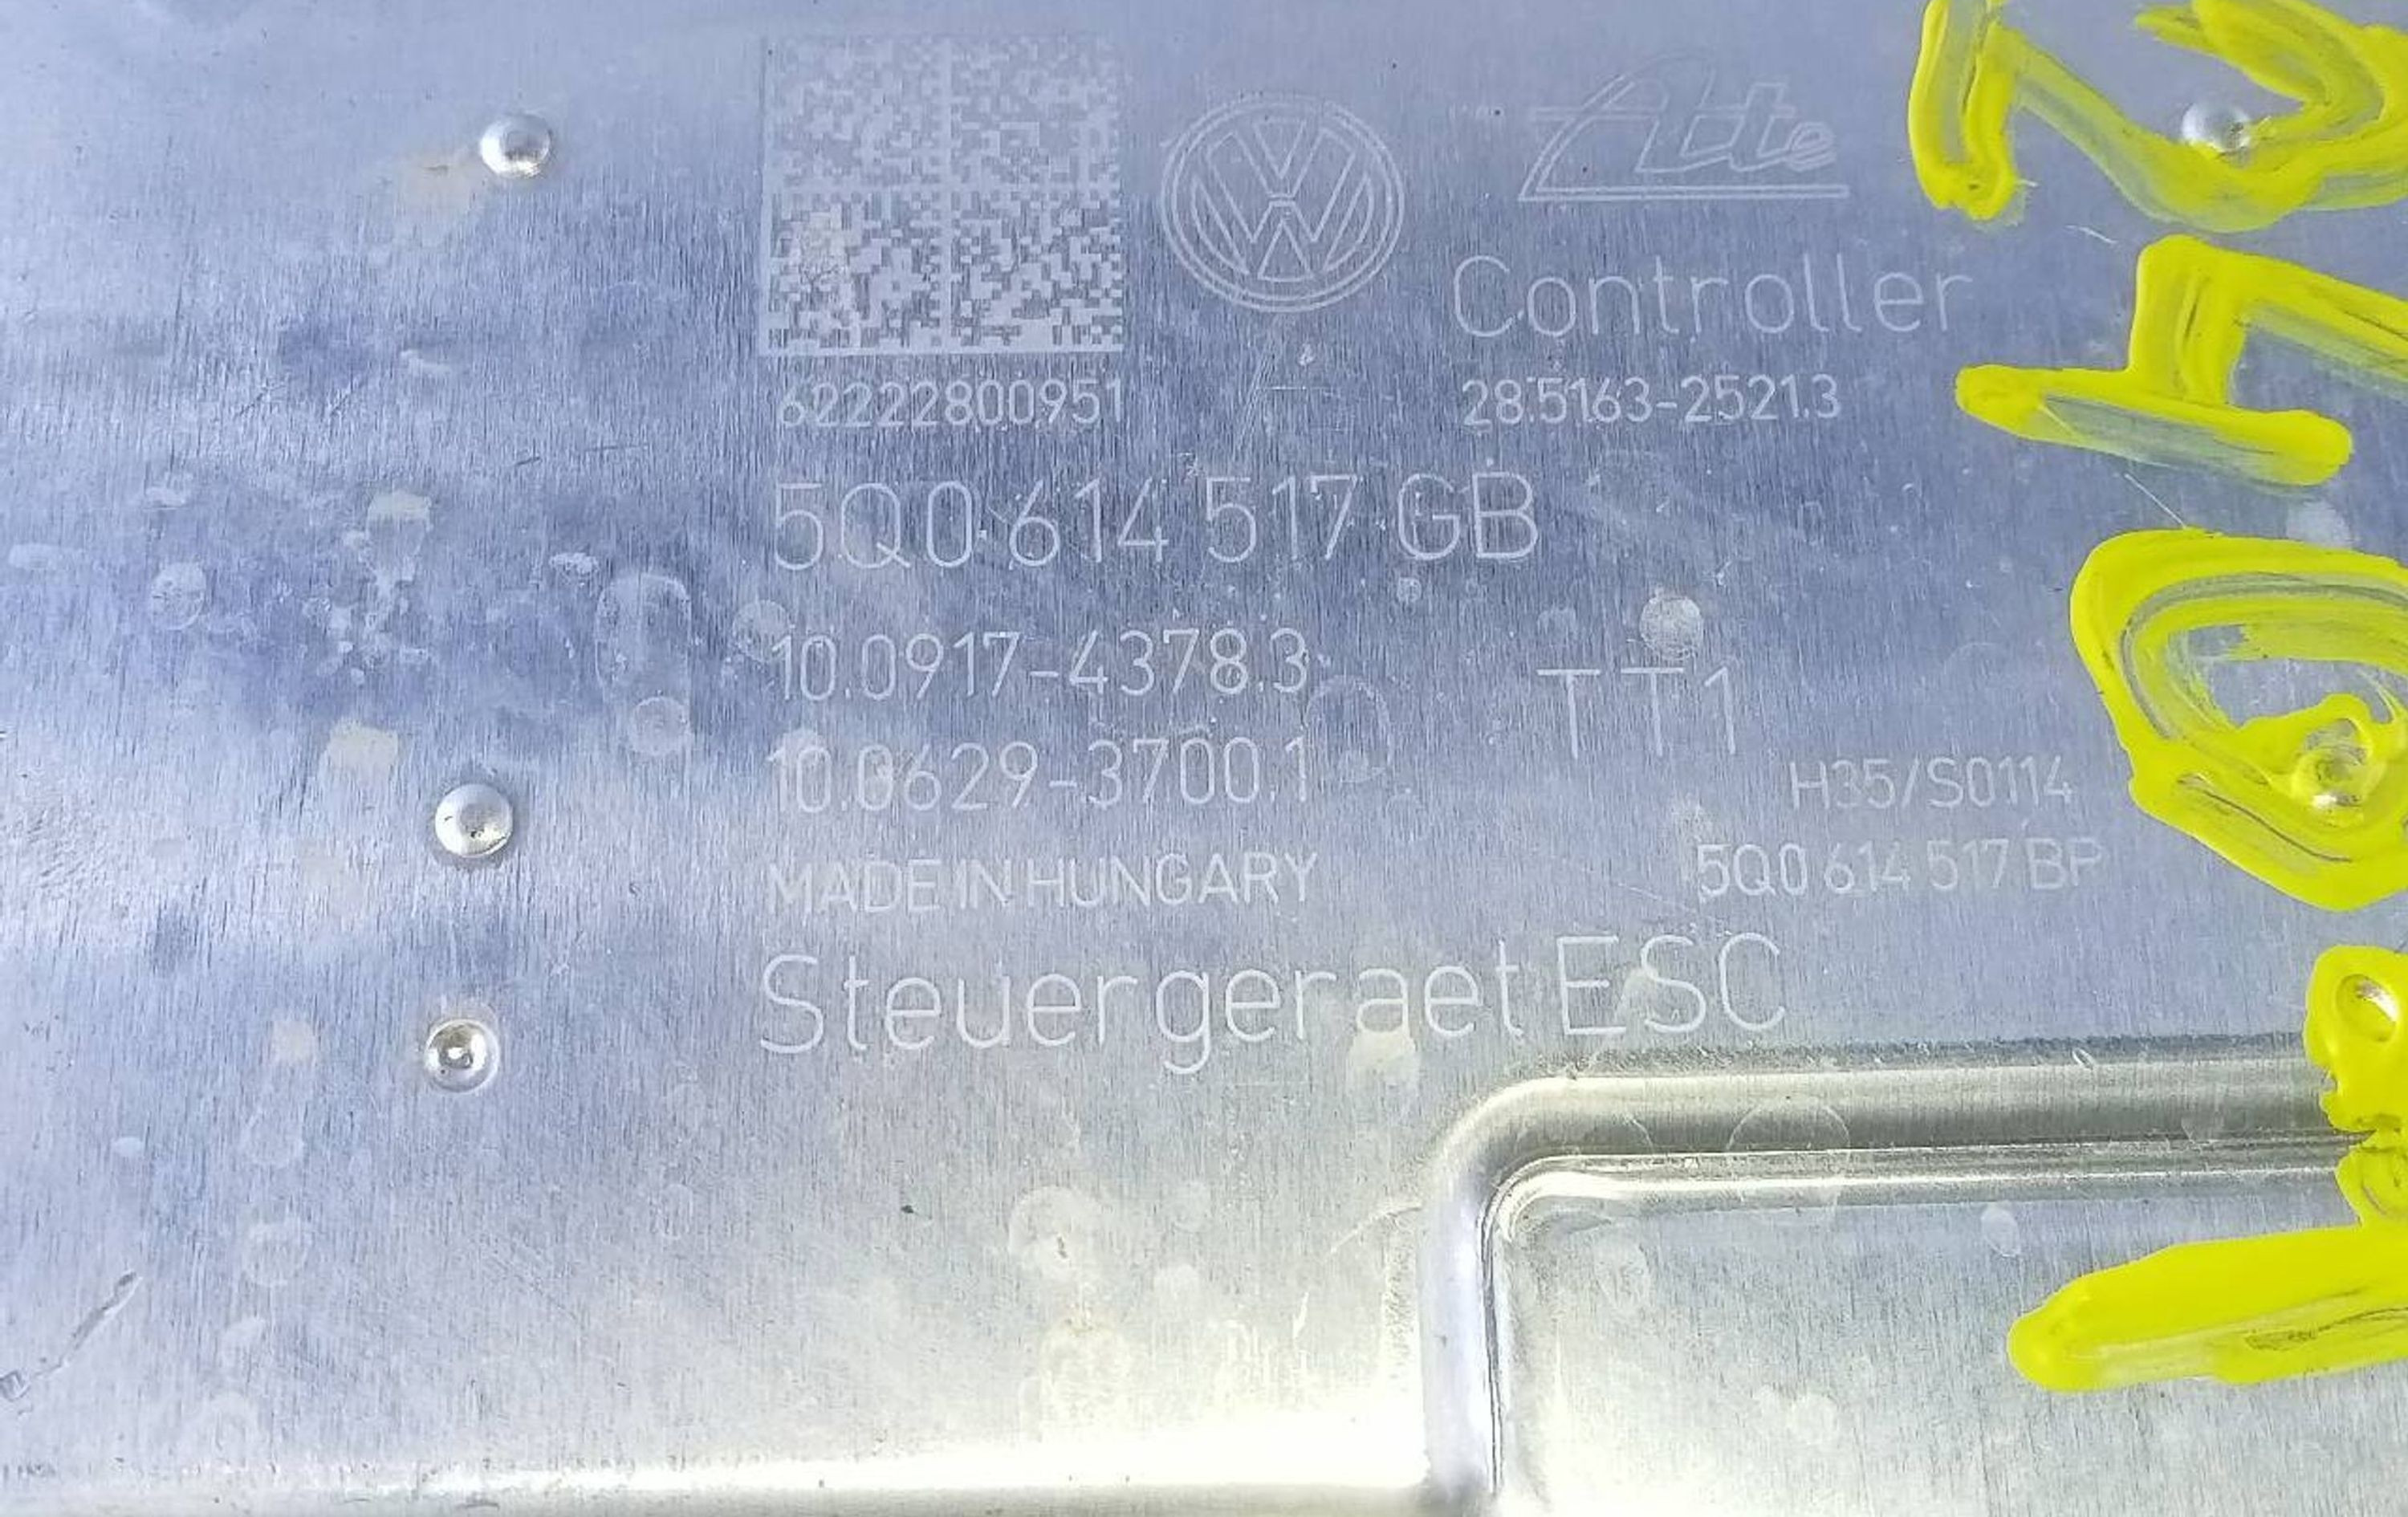 Ate
Controller
62222800951
28.5163-2521.3
5Q0 614 517 GB
10.0917-4378.3
TT1
10.0629-3700.1
H35/S0114
MADE IN HUNGARY
5Q0 614 517 BP
Steuergeraet ESC